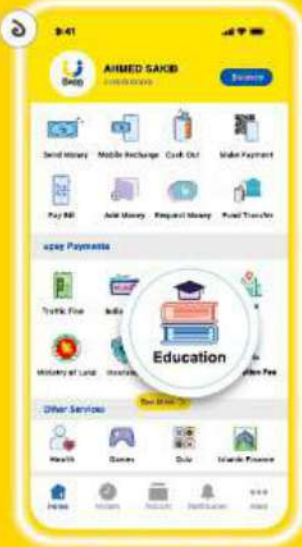 ১
9:41
upay
AHMED SAKIB
Balance
Send Money Mobile Recharge Cash Out Make Payment
Pay Bill Add Money Request Money Fund Transfer
upay Payments
Traffic Fine
Education
Ministry of Land
Other Services
See More
Health Games Quiz Islamic Finance
Home